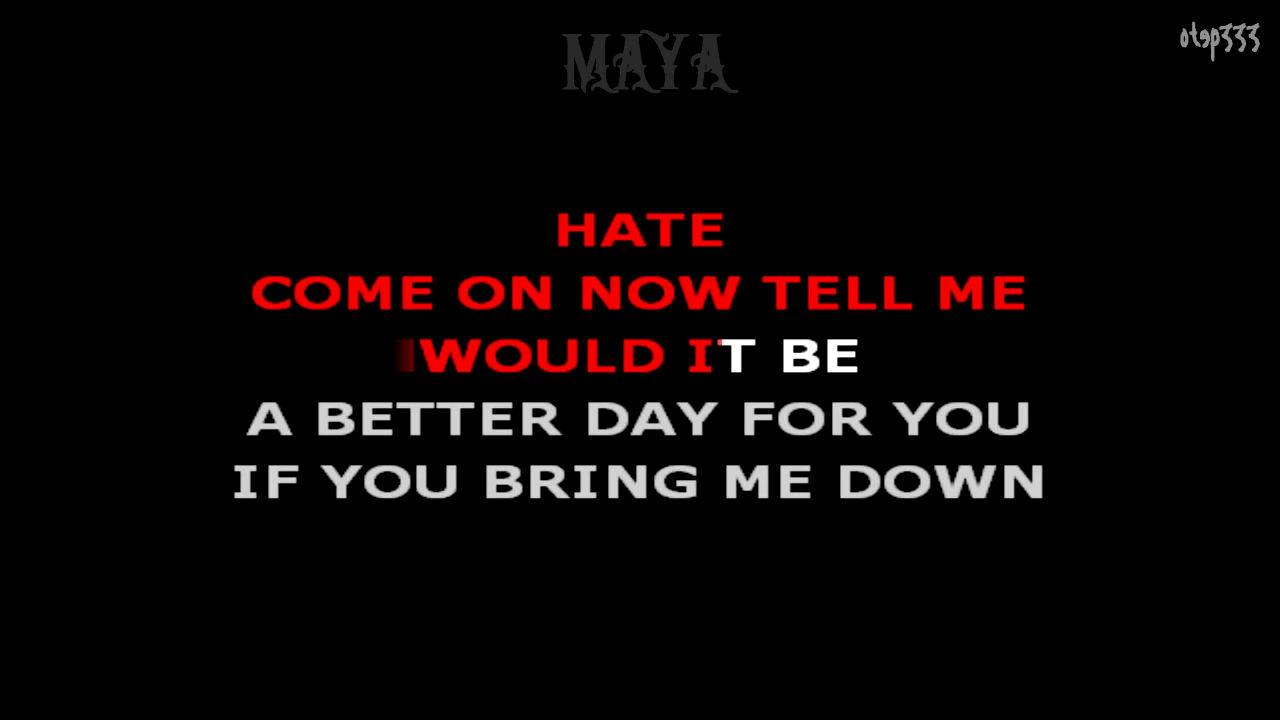 MAYA
otep333
HATE
COME ON NOW TELL ME
WOULD IT BE
A BETTER DAY FOR YOU
IF YOU BRING ME DOWN